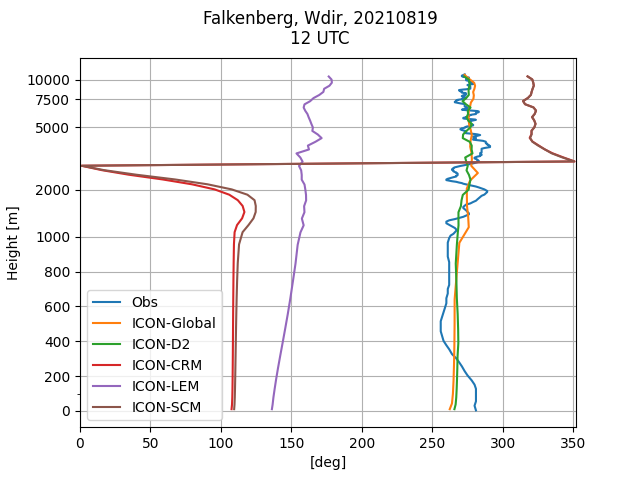 Falkenberg, Wdir, 20210819
12 UTC
Height [m]
10000
7500
5000
2000
1000
800
600
400
200
0
Obs
ICON-Global
ICON-D2
ICON-CRM
ICON-LEM
ICON-SCM
0 50 100 150 200 250 300 350
[deg]